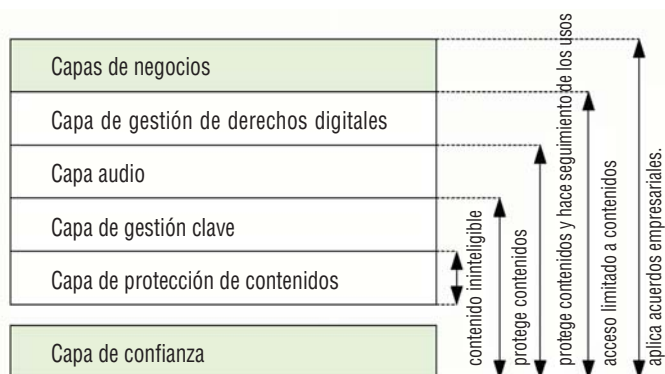 Capas de negocios
Capa de gestión de derechos digitales
Capa audio
Capa de gestión clave
Capa de protección de contenidos
Capa de confianza
contenido ininteligible
protege contenidos
protege contenidos y hace seguimiento de los usos
acceso limitado a contenidos
aplica acuerdos empresariales.